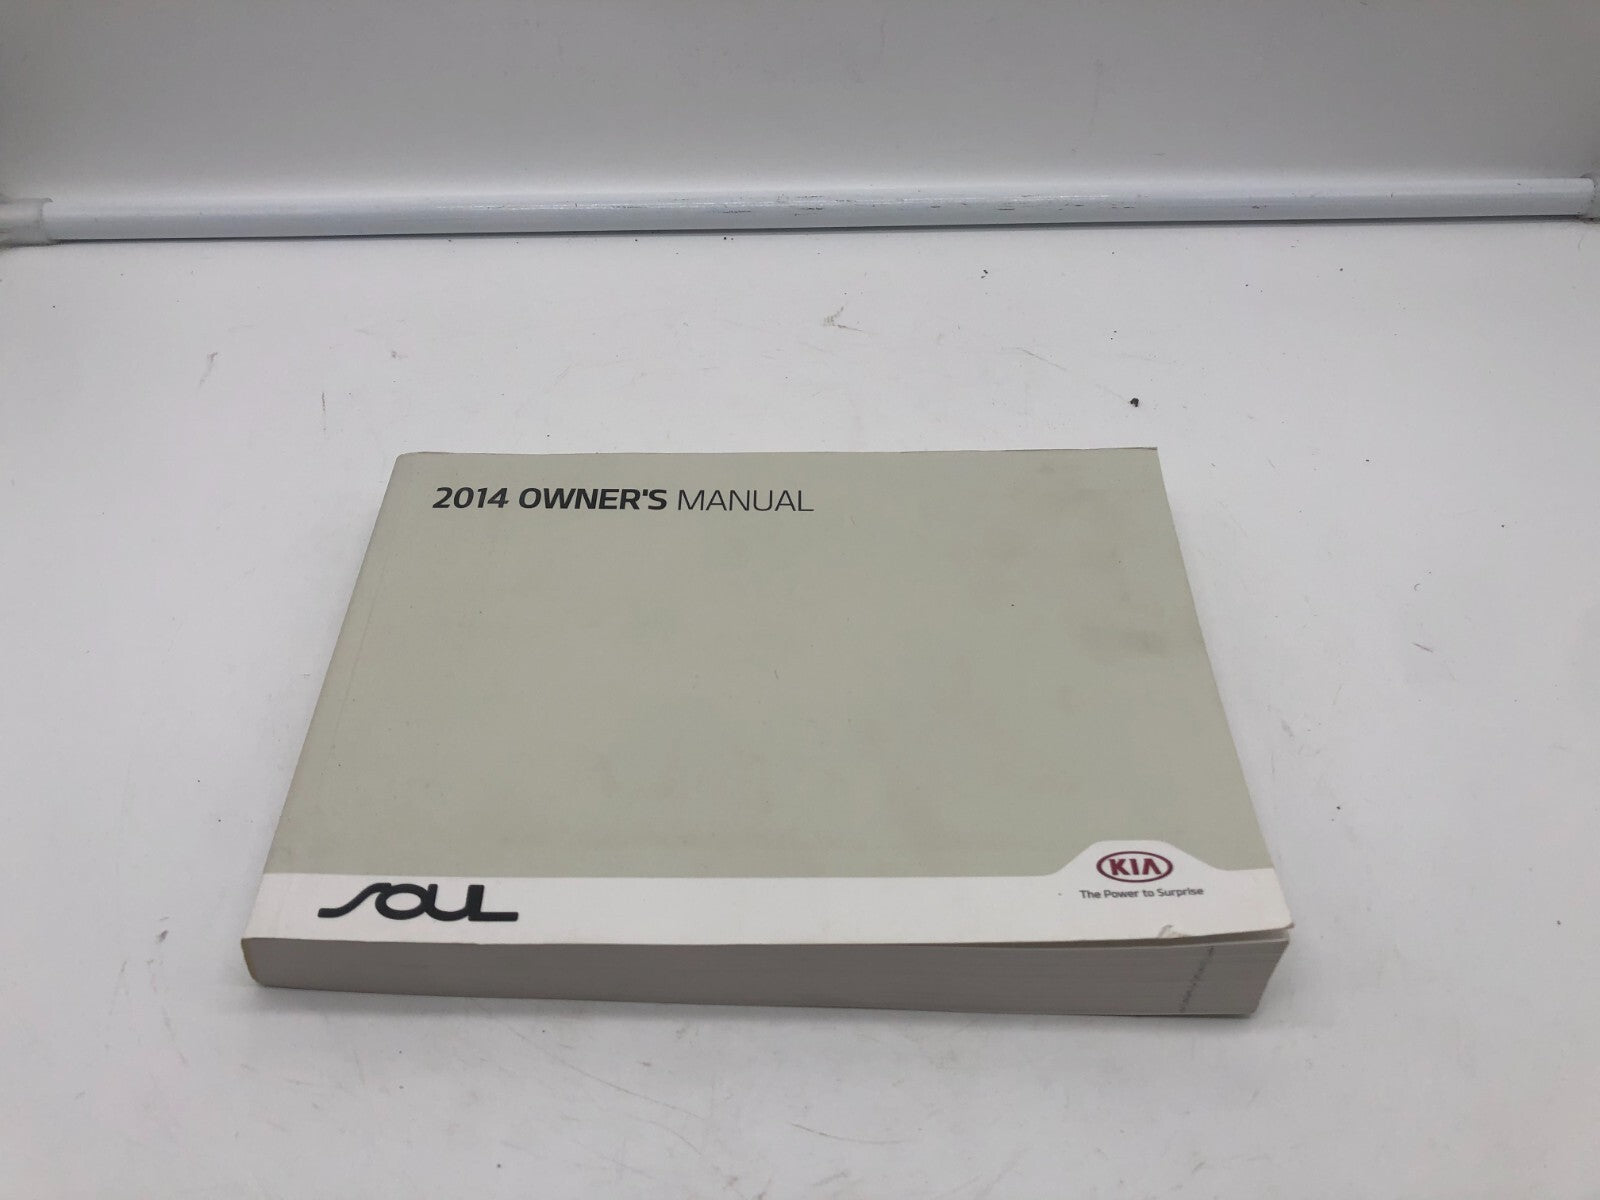 2014 OWNER'S MANUAL
SOUL
KIA
The Power to Surprise